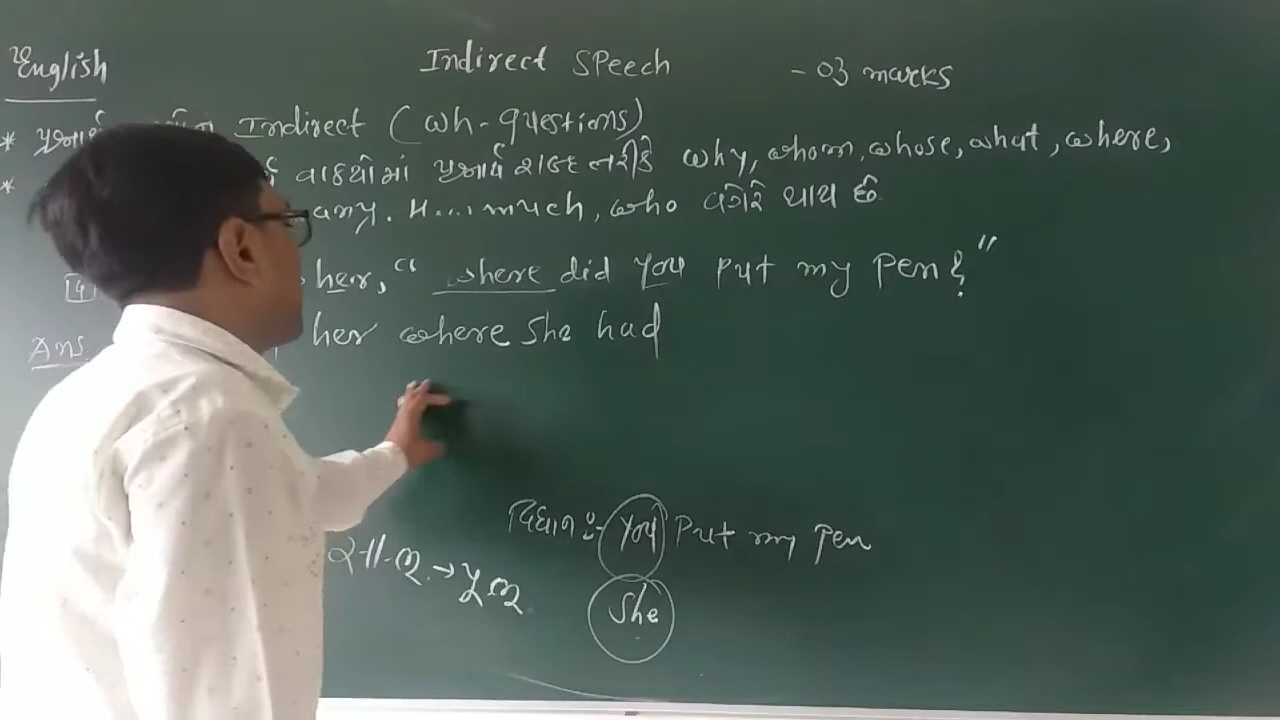 English
Indirect Speech - 03 marks
* Indirect (wh-questions)
* વાક્યોમાં પ્રશ્નાર્થ શબ્દ તરીકે why, whom, whose, what, where,
any. H....much, who વગેરે થાય છે
her, “ where did you put my pen? ”
Ans. her where she had
વિધાન :- You put my pen
She